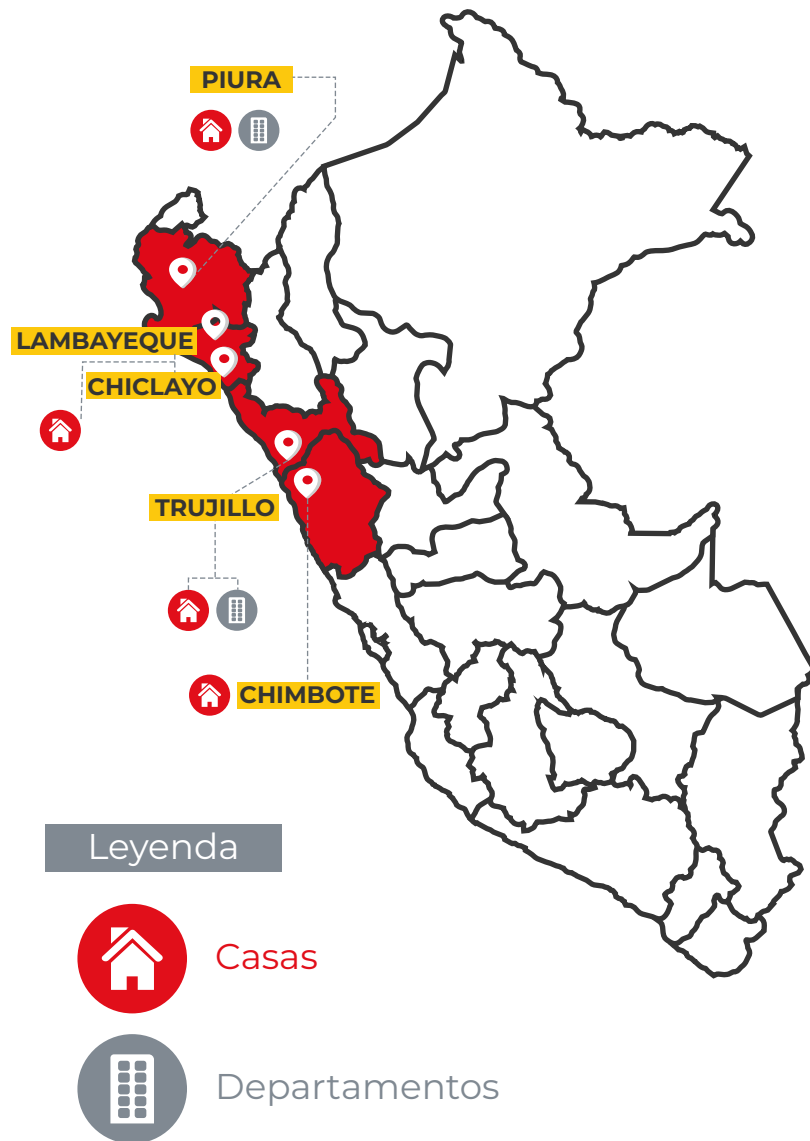 PIURA
LAMBAYEQUE
CHICLAYO
TRUJILLO
CHIMBOTE
Leyenda
Casas
Departamentos